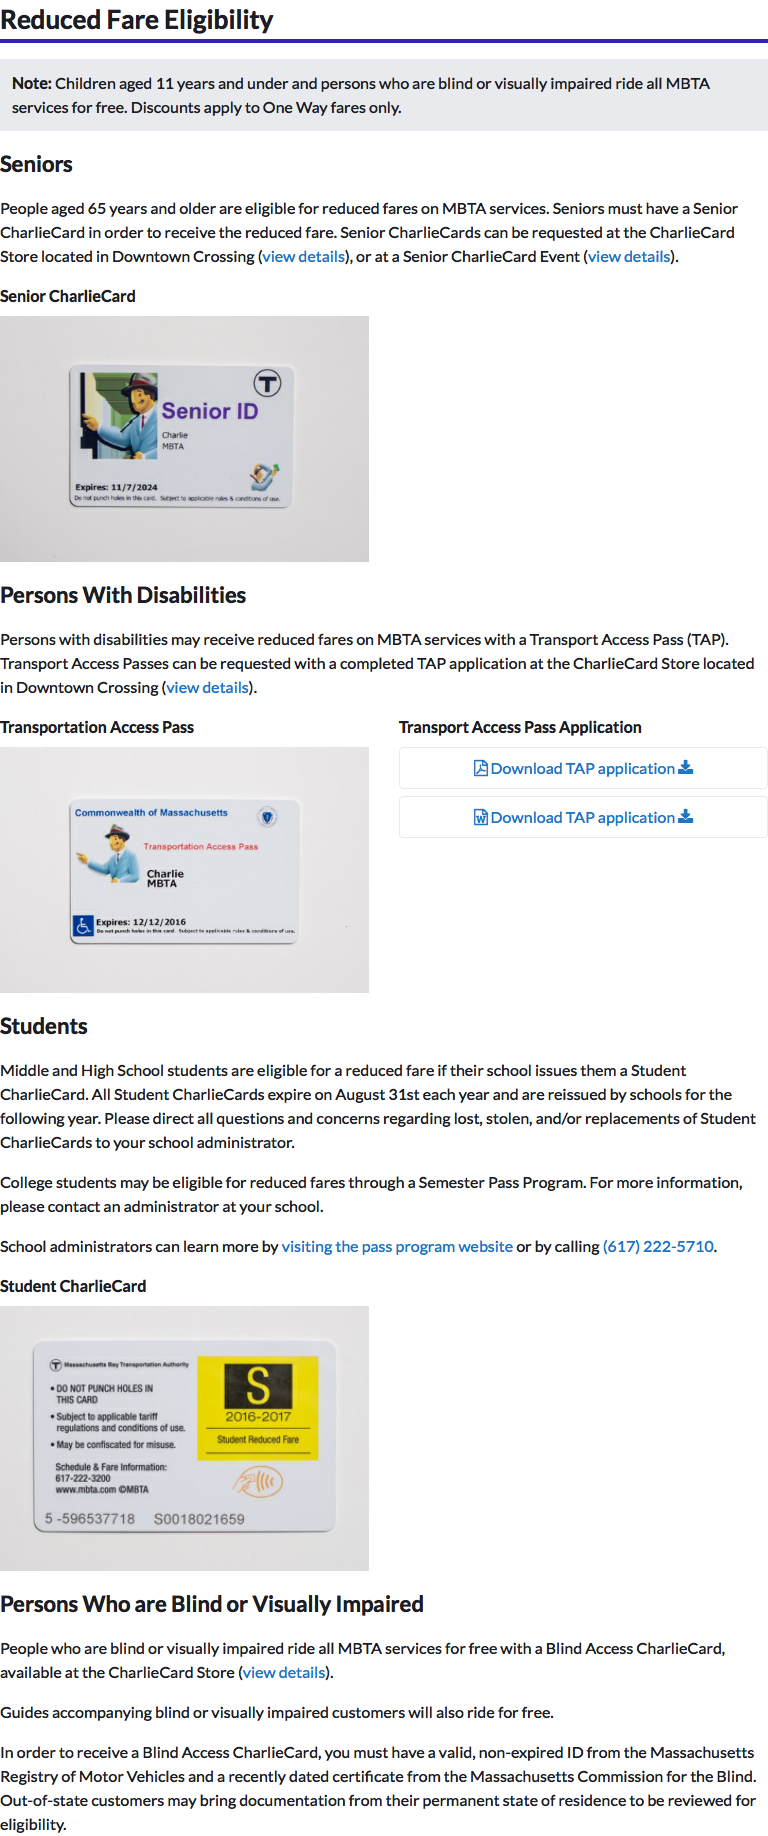 Reduced Fare Eligibility
Note: Children aged 11 years and under and persons who are blind or visually impaired ride all MBTA
services for free. Discounts apply to One Way fares only.
Seniors
People aged 65 years and older are eligible for reduced fares on MBTA services. Seniors must have a Senior
CharlieCard in order to receive the reduced fare. Senior CharlieCards can be requested at the CharlieCard
Store located in Downtown Crossing (view details), or at a Senior CharlieCard Event (view details).
Senior CharlieCard
T
Senior ID
Charlie
MBTA
Expires: 11/7/2024
Do not punch holes in this card. Subject to applicable rules & conditions of use.
Persons With Disabilities
Persons with disabilities may receive reduced fares on MBTA services with a Transport Access Pass (TAP).
Transport Access Passes can be requested with a completed TAP application at the CharlieCard Store located
in Downtown Crossing (view details).
Transportation Access Pass
Commonwealth of Massachusetts
Transportation Access Pass
Charlie
MBTA
Expires: 12/12/2016
Do not punch holes in this card. Subject to applicable rules & conditions of use.
Transport Access Pass Application
Download TAP application
Download TAP application
Students
Middle and High School students are eligible for a reduced fare if their school issues them a Student
CharlieCard. All Student CharlieCards expire on August 31st each year and are reissued by schools for the
following year. Please direct all questions and concerns regarding lost, stolen, and/or replacements of Student
CharlieCards to your school administrator.
College students may be eligible for reduced fares through a Semester Pass Program. For more information,
please contact an administrator at your school.
School administrators can learn more by visiting the pass program website or by calling (617) 222-5710.
Student CharlieCard
T Massachusetts Bay Transportation Authority
• DO NOT PUNCH HOLES IN
THIS CARD
• Subject to applicable tariff
regulations and conditions of use.
• May be confiscated for misuse.
Schedule & Fare Information:
617-222-3200
www.mbta.com ©MBTA
S
2016-2017
Student Reduced Fare
5 -596537718 S0018021659
Persons Who are Blind or Visually Impaired
People who are blind or visually impaired ride all MBTA services for free with a Blind Access CharlieCard,
available at the CharlieCard Store (view details).
Guides accompanying blind or visually impaired customers will also ride for free.
In order to receive a Blind Access CharlieCard, you must have a valid, non-expired ID from the Massachusetts
Registry of Motor Vehicles and a recently dated certificate from the Massachusetts Commission for the Blind.
Out-of-state customers may bring documentation from their permanent state of residence to be reviewed for
eligibility.